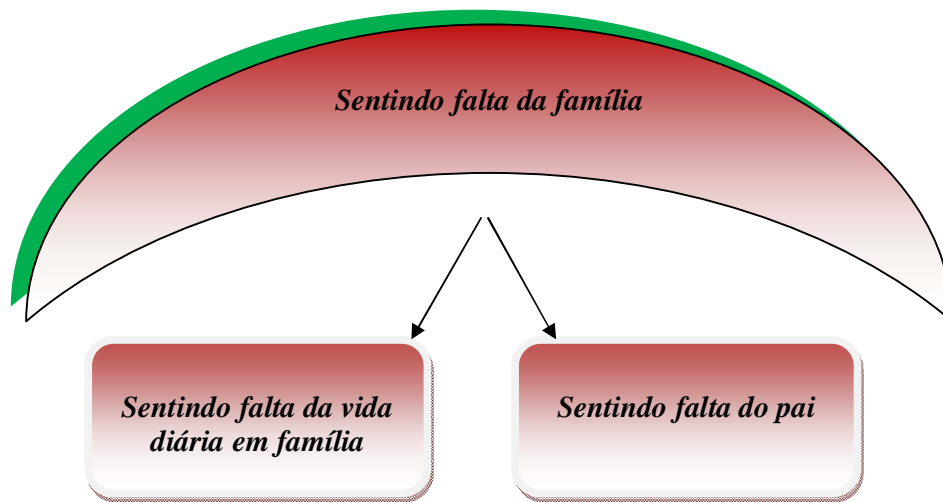 Sentindo falta da família
Sentindo falta da vida
diária em família
Sentindo falta do pai